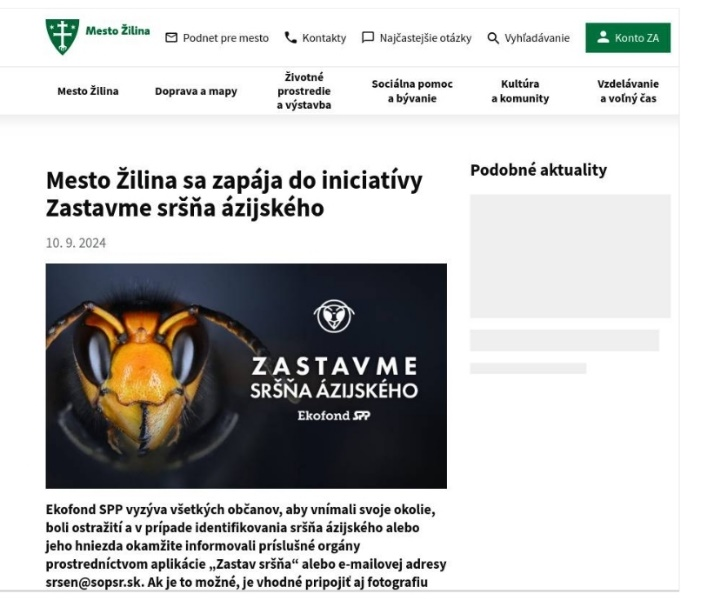 Mesto Žilina
Podnet pre mesto
Kontakty
Najčastejšie otázky
Vyhľadávanie
Konto ZA
Mesto Žilina
Doprava a mapy
Životné
prostredie
a výstavba
Sociálna pomoc
a bývanie
Kultúra
a komunity
Vzdelávanie
a voľný čas
Mesto Žilina sa zapája do iniciatívy
Zastavme sršňa ázijského
10. 9. 2024
ZASTAVME
SRŠŇA ÁZIJSKÉHO
Ekofond SPP
Ekofond SPP vyzýva všetkých občanov, aby vnímali svoje okolie,
boli ostražití a v prípade identifikovania sršňa ázijského alebo
jeho hniezda okamžite informovali príslušné orgány
prostredníctvom aplikácie „Zastav sršňa“ alebo e-mailovej adresy
srsen@sopsr.sk. Ak je to možné, je vhodné pripojiť aj fotografiu
Podobné aktuality